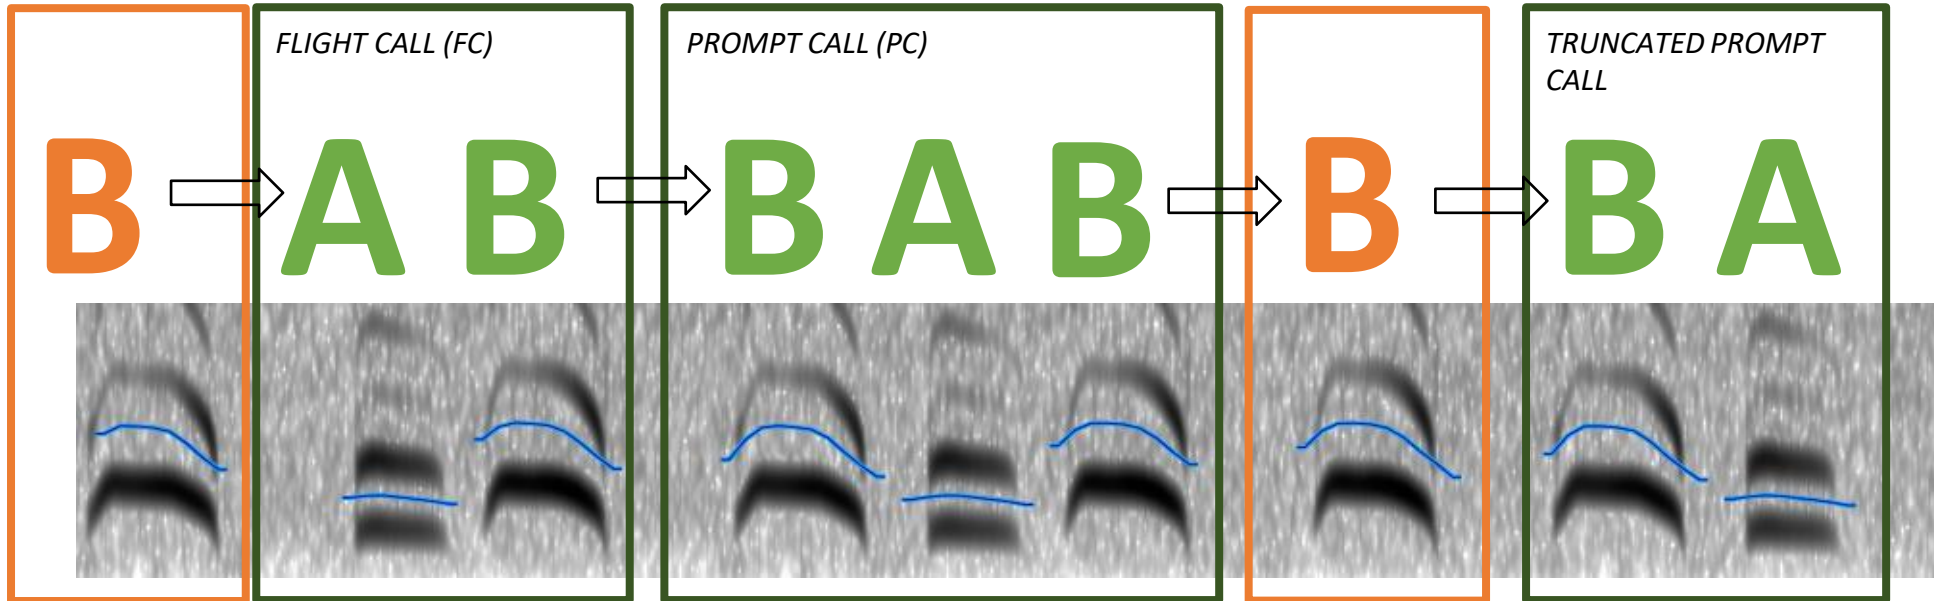 FLIGHT CALL (FC)
PROMPT CALL (PC)
TRUNCATED PROMPT
CALL
B A B B A B B B A